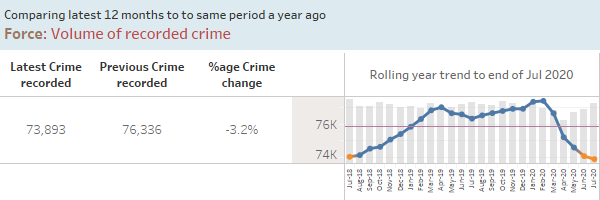 Comparing latest 12 months to to same period a year ago
Force: Volume of recorded crime
Latest Crime recorded
Previous Crime recorded
%age Crime change
Rolling year trend to end of Jul 2020
73,893
76,336
-3.2%
76K
74K
Jul-18
Aug-18
Sep-18
Oct-18
Nov-18
Dec-18
Jan-19
Feb-19
Mar-19
Apr-19
May-19
Jun-19
Jul-19
Aug-19
Sep-19
Oct-19
Nov-19
Dec-19
Jan-20
Feb-20
Mar-20
Apr-20
May-20
Jun-20
Jul-20